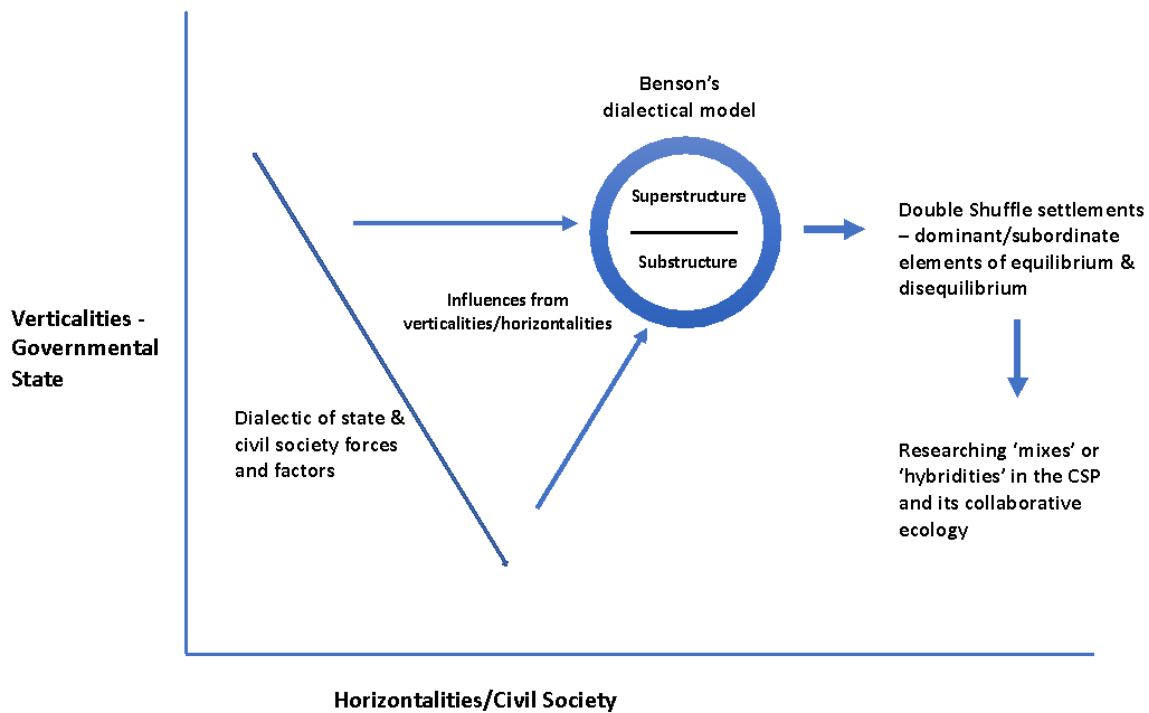 Benson's
dialectical model
Superstructure
Substructure
Double Shuffle settlements
– dominant/subordinate
elements of equilibrium &
disequilibrium
Influences from
verticalities/horizontalities
Verticalities -
Governmental
State
Dialectic of state &
civil society forces
and factors
Researching ‘mixes’ or
‘hybridities’ in the CSP
and its collaborative
ecology
Horizontalities/Civil Society